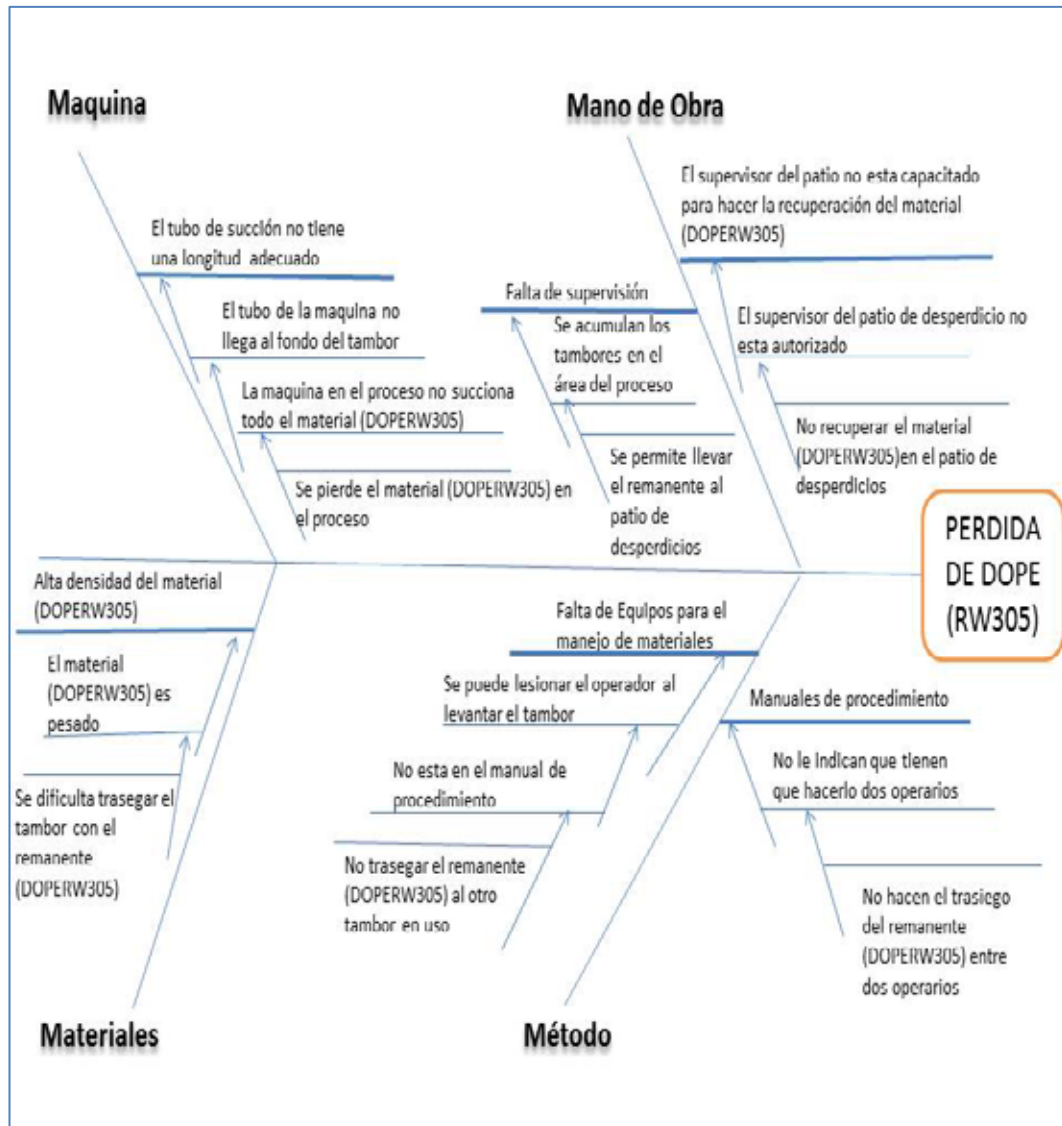 Maquina
Mano de Obra
El supervisor del patio no esta capacitado
para hacer la recuperación del material
(DOPERW305)
El tubo de succión no tiene
una longitud adecuado
Falta de supervisión
El tubo de la maquina no
llega al fondo del tambor
Se acumulan los
tambores en el
área del proceso
El supervisor del patio de desperdicio no
esta autorizado
La maquina en el proceso no succiona
todo el material (DOPERW305)
No recuperar el material
(DOPERW305)en el patio de
desperdicios
Se pierde el material (DOPERW305) en
el proceso
Se permite llevar
el remanente al
patio de
desperdicios
PERDIDA
DE DOPE
(RW305)
Alta densidad del material
(DOPERW305)
Falta de Equipos para el
manejo de materiales
El material
(DOPERW305) es
pesado
Se puede lesionar el operador al
levantar el tambor
Manuales de procedimiento
No esta en el manual de
procedimiento
No le indican que tienen
que hacerlo dos operarios
Se dificulta trasegar el
tambor con el
remanente
(DOPERW305)
No trasegar el remanente
(DOPERW305) al otro
tambor en uso
No hacen el trasiego
del remanente
(DOPERW305) entre
dos operarios
Materiales
Método